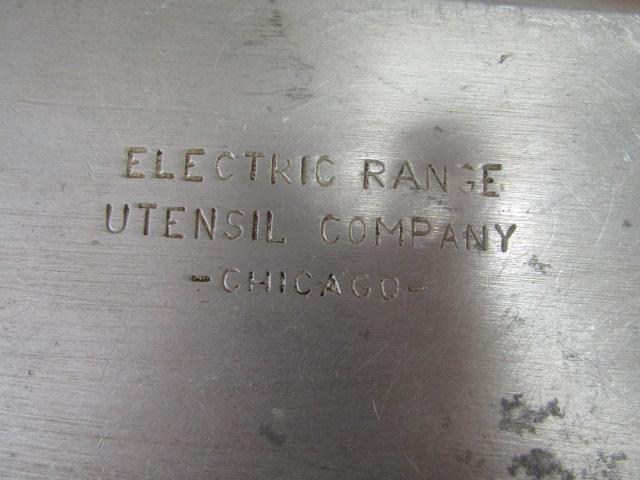 ELECTRIC RANGE
UTENSIL COMPANY
-CHICAGO-